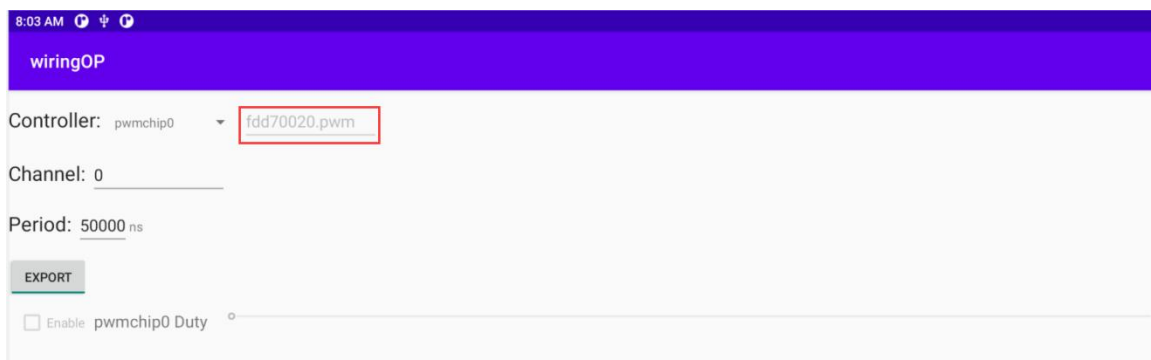 8:03 AM
wiringOP
Controller: pwmchip0 fdd70020.pwm
Channel: 0
Period: 50000 ns
EXPORT
Enable pwmchip0 Duty